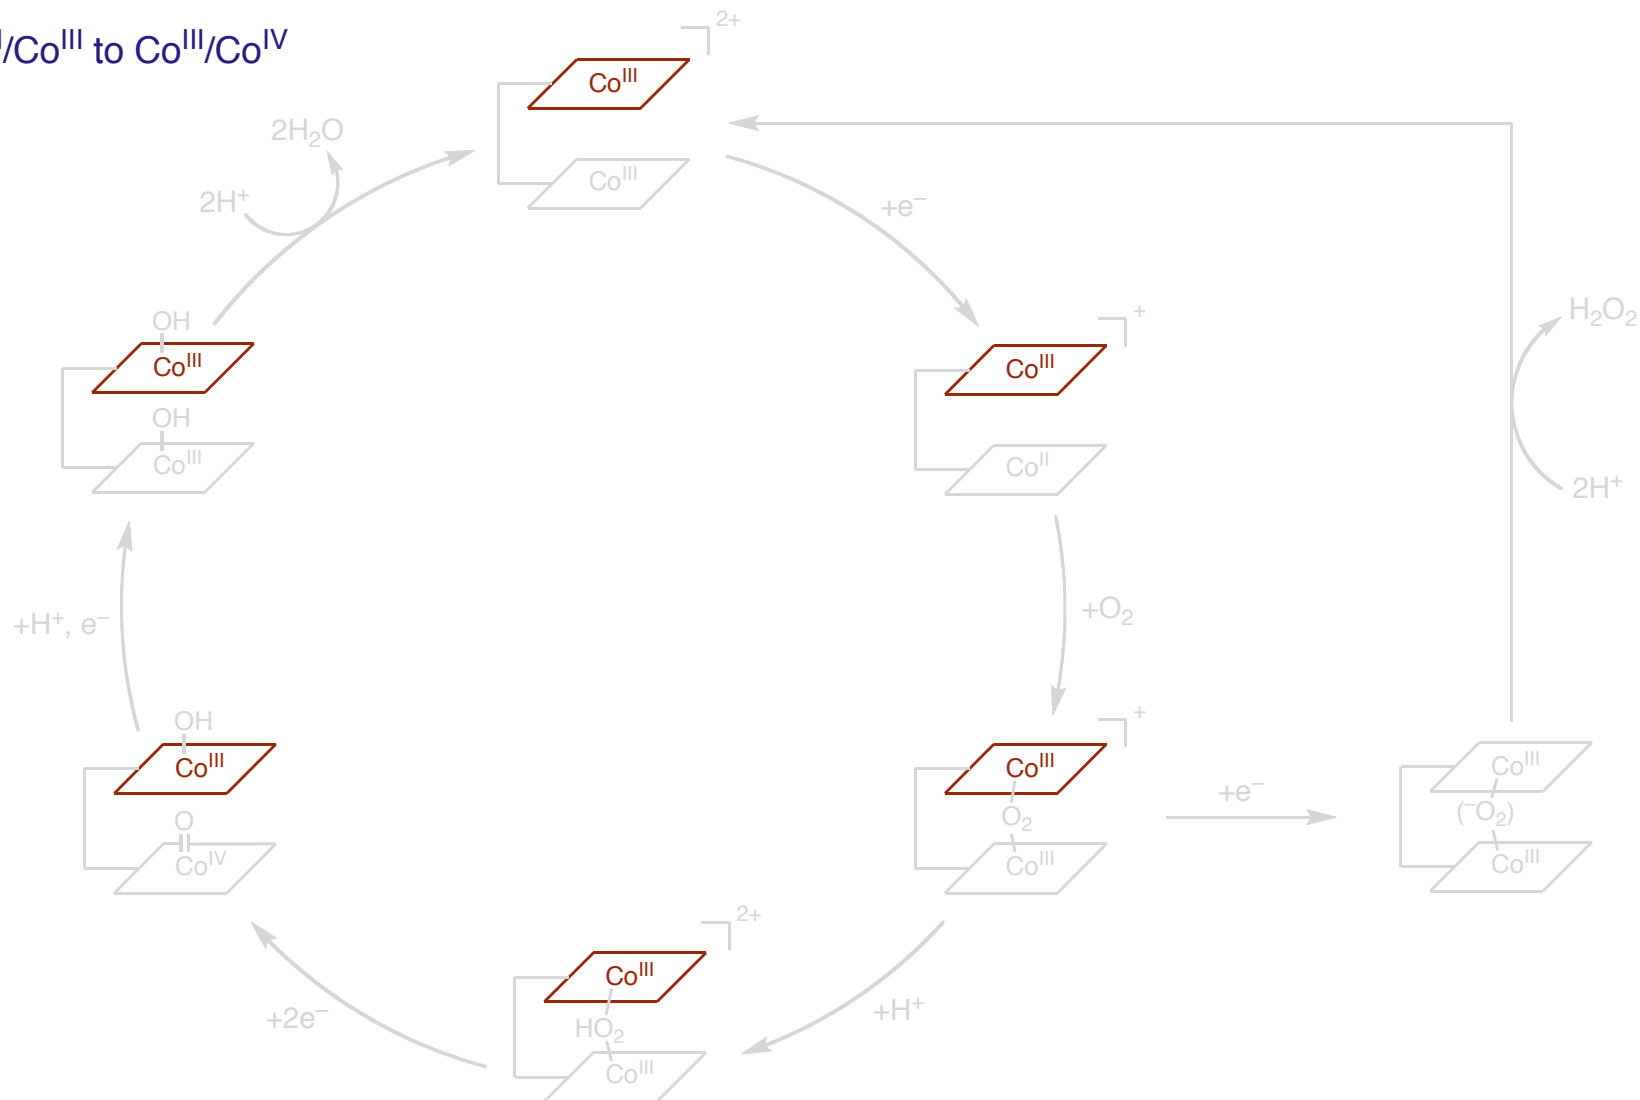 /Coᴵᴵᴵ to Coᴵᴵᴵ/Coᴵⱽ
2+
Coᴵᴵᴵ
Coᴵᴵᴵ
2H₂O
2H⁺
+e⁻
OH
Coᴵᴵᴵ
OH
Coᴵᴵᴵ
+
Coᴵᴵᴵ
Coᴵᴵ
H₂O₂
2H⁺
+H⁺, e⁻
+O₂
OH
Coᴵᴵᴵ
O
Coᴵⱽ
+
Coᴵᴵᴵ
O₂
Coᴵᴵᴵ
+e⁻
Coᴵᴵᴵ
(⁻O₂)
Coᴵᴵᴵ
+2e⁻
2+
Coᴵᴵᴵ
HO₂
Coᴵᴵᴵ
+H⁺